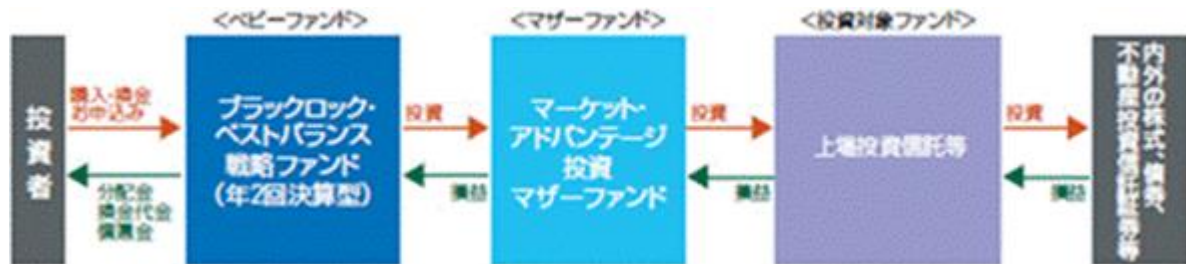 <ベビーファンド>
<マザーファンド>
<投資対象ファンド>
投資者
購入・換金
お申込み
分配金
換金代金
償還金
ブラックロック・
ベストバランス
戦略ファンド
(年2回決算型)
投資
損益
マーケット・
アドバンテージ
投資
マザーファンド
投資
損益
上場投資信託等
投資
損益
内外の株式、債券、
不動産投資信託証券等